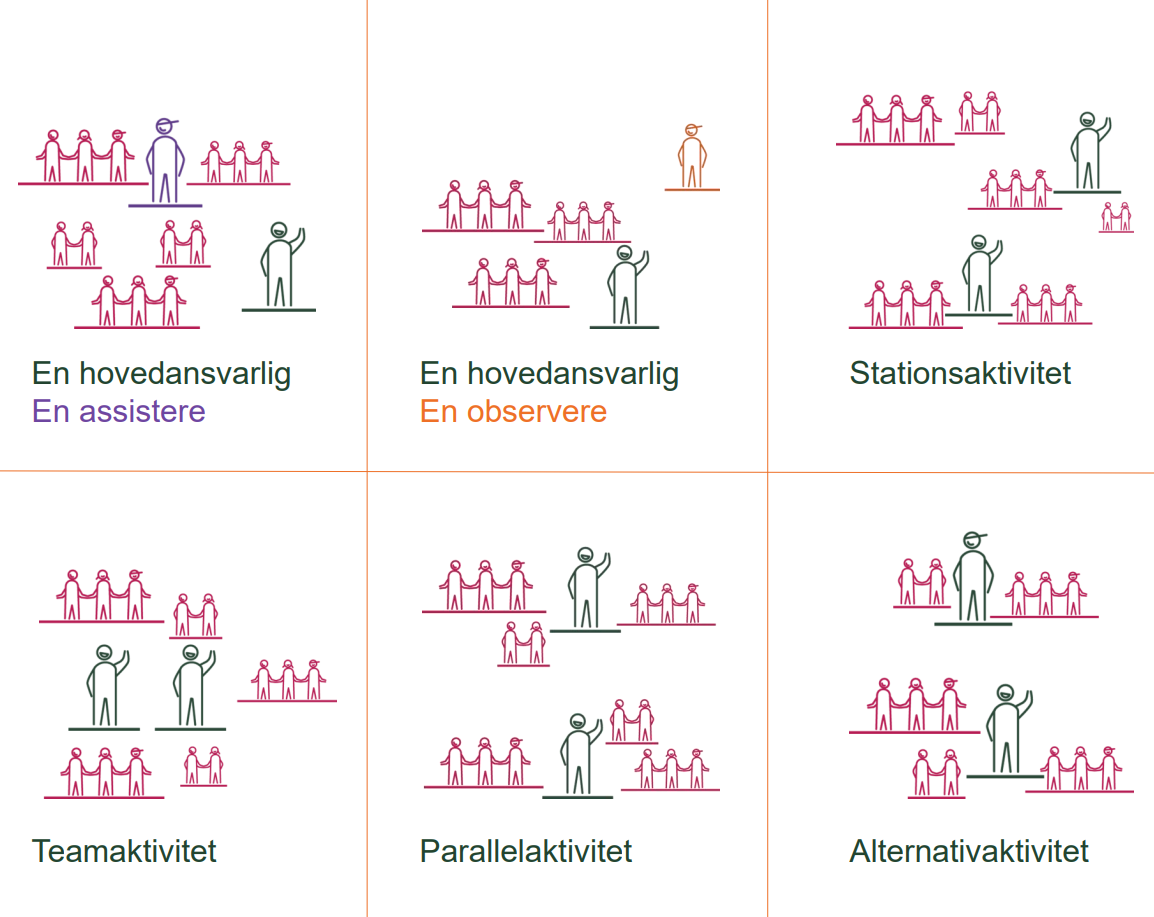 En hovedansvarlig
En assistere
En hovedansvarlig
En observere
Stationsaktivitet
Teamaktivitet
Parallelaktivitet
Alternativaktivitet